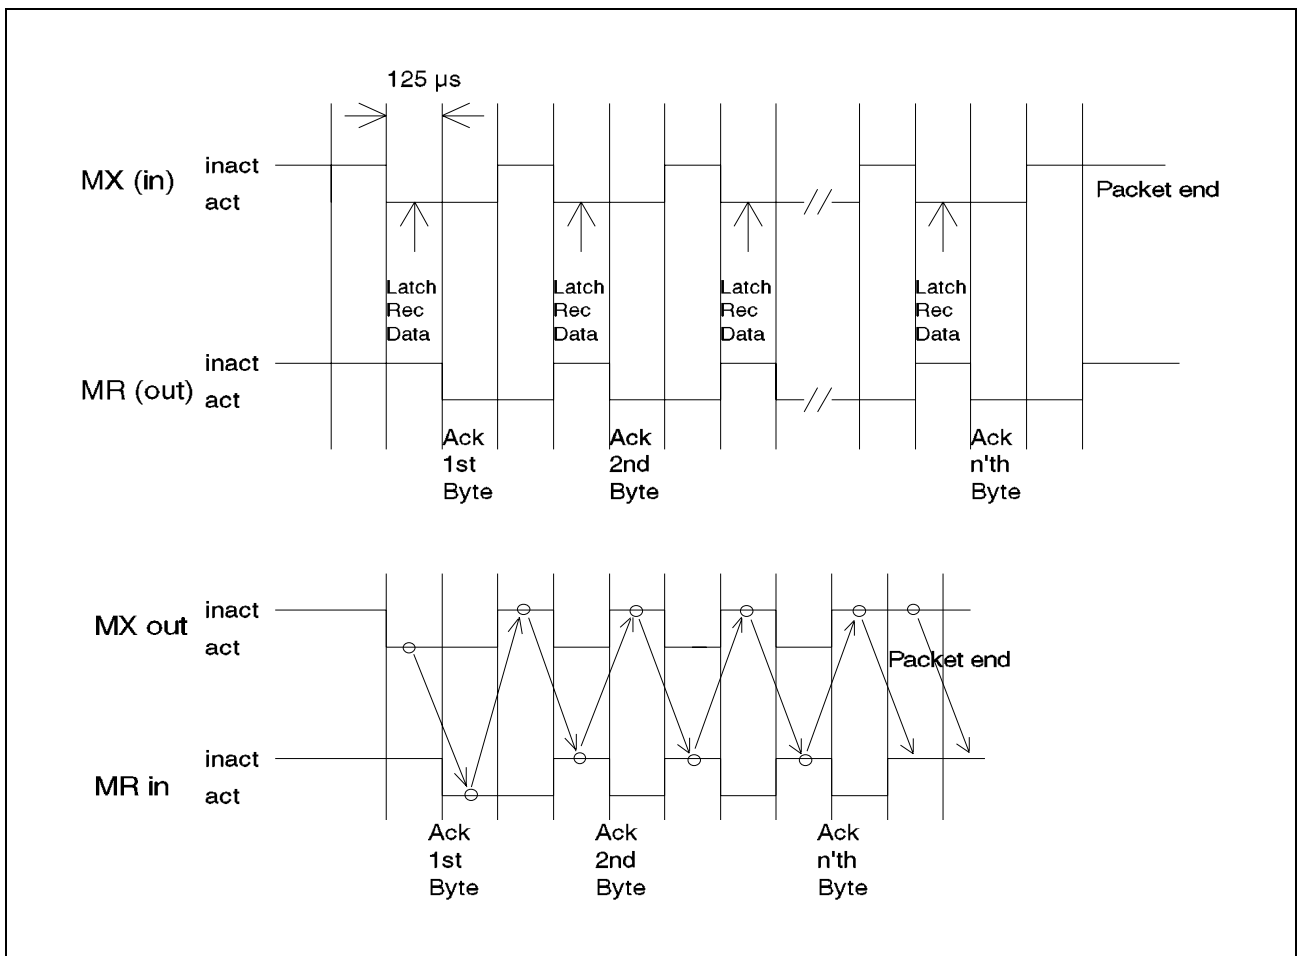 125 µs
inact
MX (in)
act
Packet end
Latch Rec Data
Latch Rec Data
Latch Rec Data
Latch Rec Data
inact
MR (out)
act
Ack 1st Byte
Ack 2nd Byte
Ack n'th Byte
inact
MX out
act
Packet end
inact
MR in
act
Ack 1st Byte
Ack 2nd Byte
Ack n'th Byte